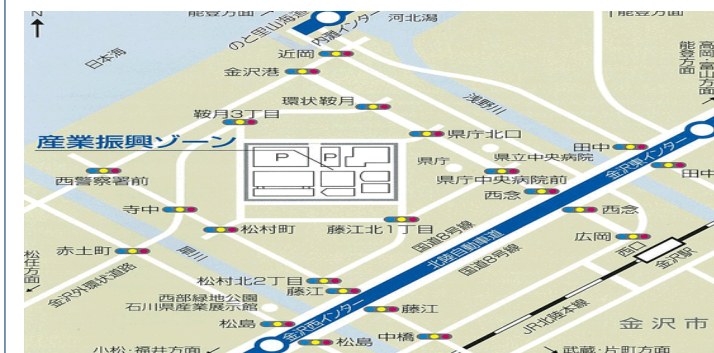 N
能登方面
のと里山海道
内灘インター
河北潟
能登方面
日本海
近岡
金沢港
高岡・富山方面
能登方面
環状鞍月
浅野川
鞍月3丁目
産業振興ゾーン
県庁北口
田中
P
P
県庁
県立中央病院
金沢東インター
西警察署前
県庁中央病院前
田中
西念
寺中
西念
松村町
藤江北1丁目
国道8号線
広岡
西口
金沢駅
赤土町
犀川
北陸自動車道
国道8号線
松任方面
金沢外環状道路
松村北2丁目
藤江
西部緑地公園
石川県産業展示館
金沢西インター
藤江
JR北陸本線
松島
金沢市
松島
中橋
小松・福井方面
武蔵・片町方面